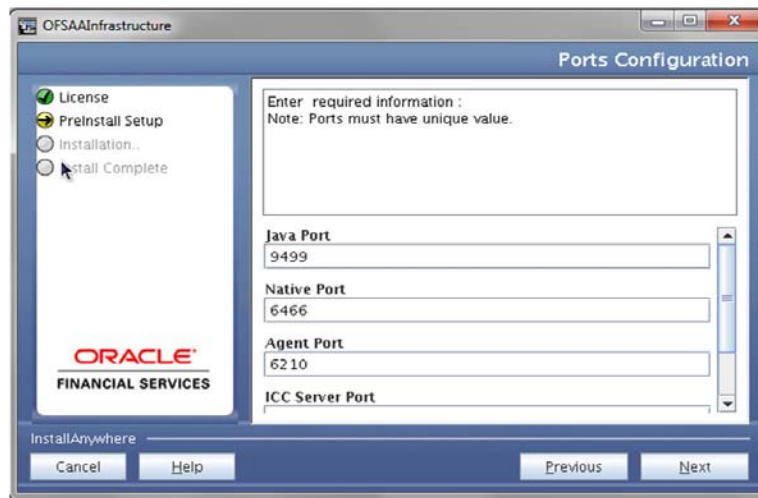 OFSAAInfrastructure
Ports Configuration
License
PreInstall Setup
Installation..
Install Complete
ORACLE
FINANCIAL SERVICES
Enter required information :
Note: Ports must have unique value.
Java Port
9499
Native Port
6466
Agent Port
6210
ICC Server Port
InstallAnywhere
Cancel
Help
Previous
Next